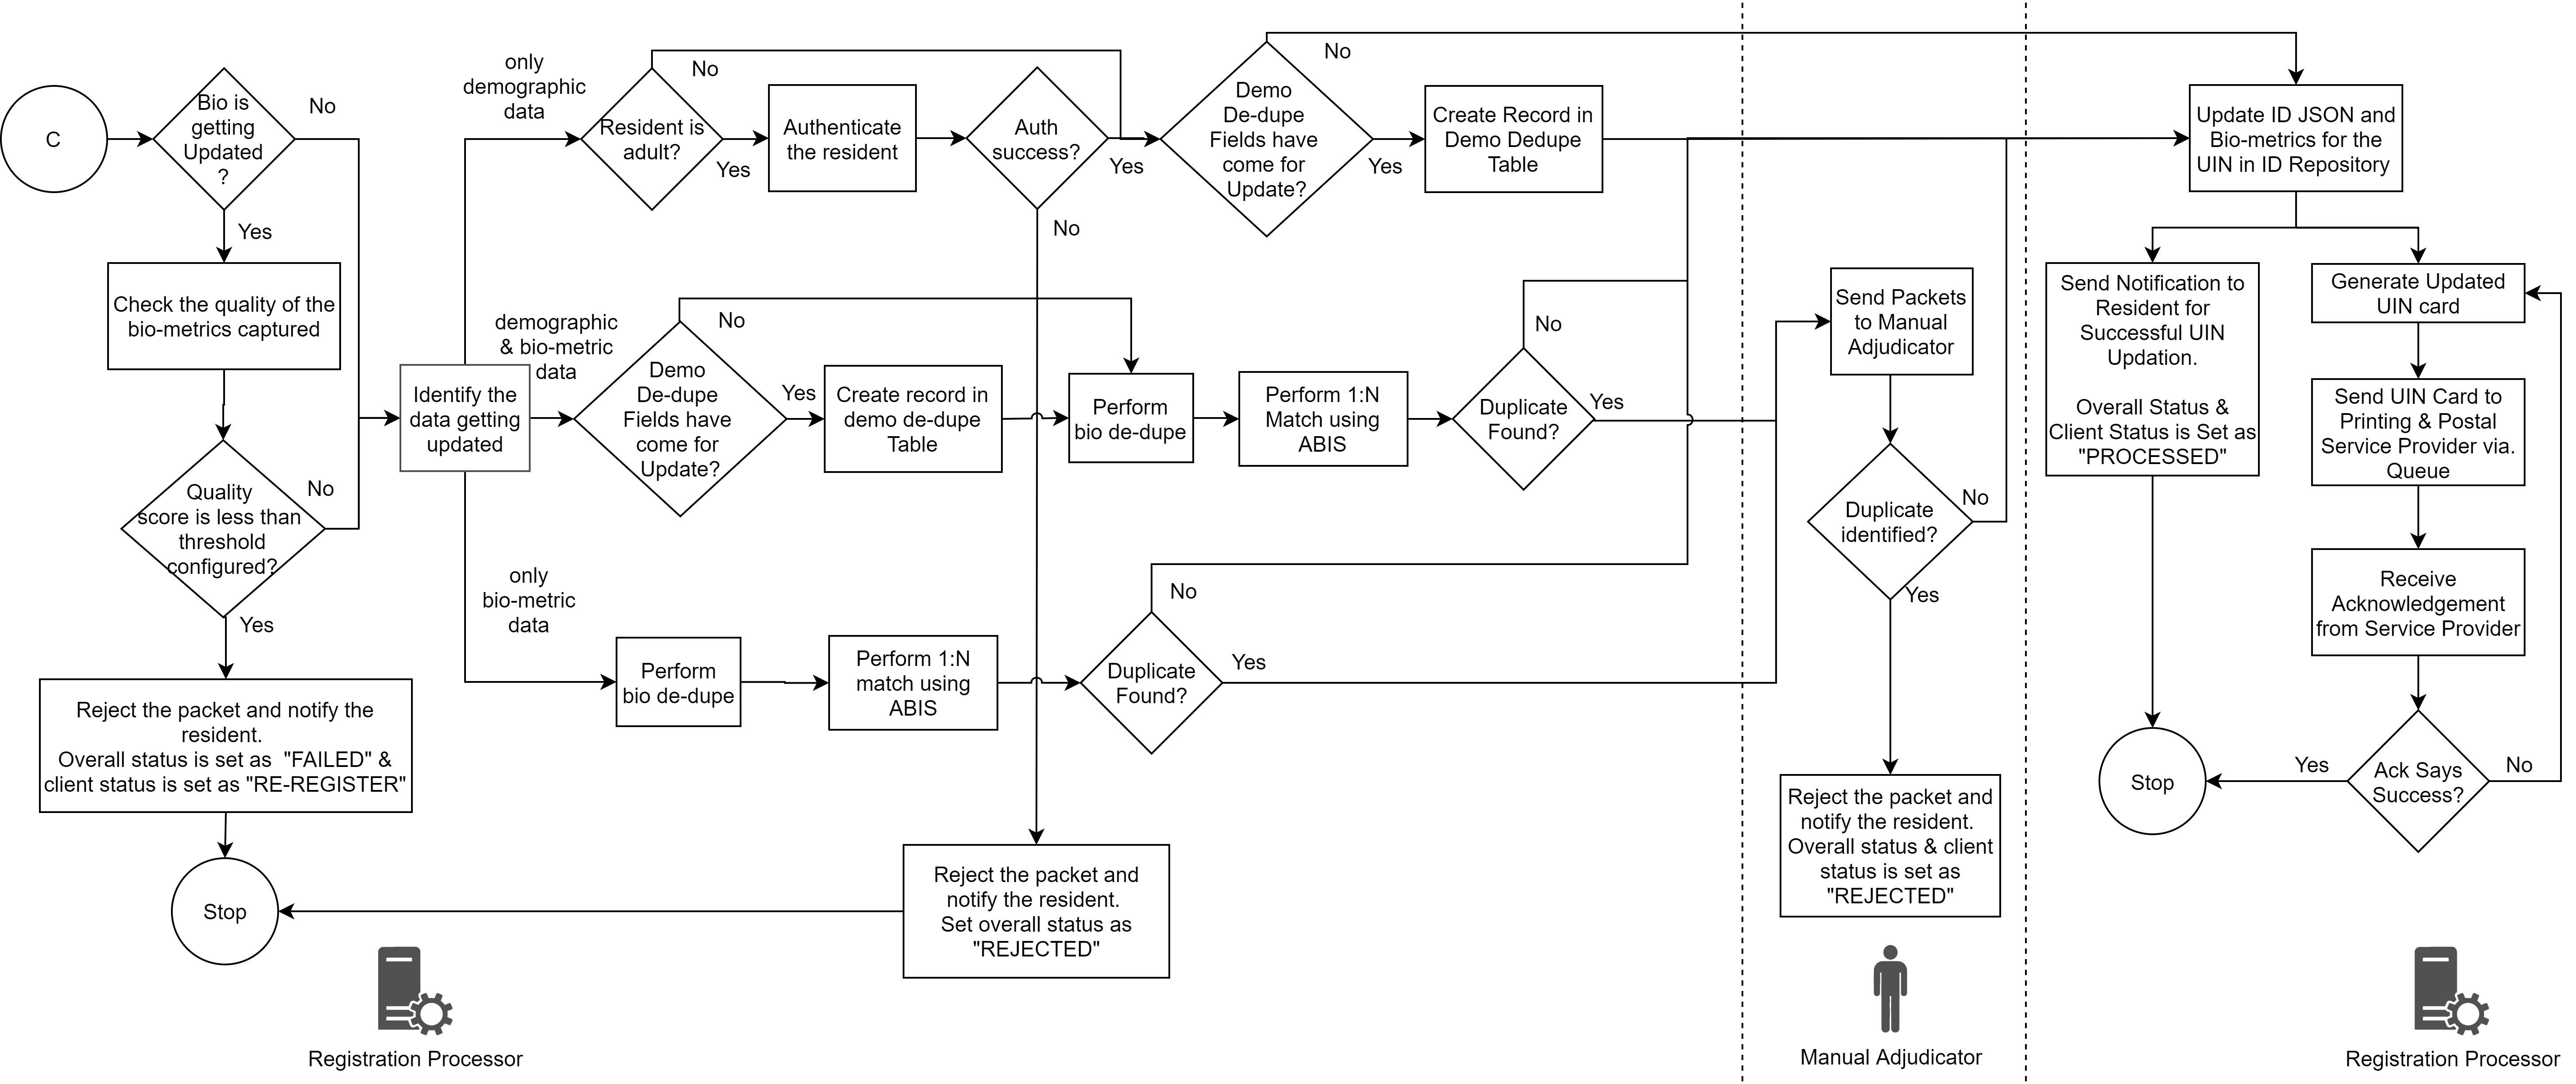 C
Bio is
getting
Updated
?
No
Yes
Check the quality of the
bio-metrics captured
Quality
score is less than
threshold
configured?
No
Yes
Reject the packet and notify the
resident.
Overall status is set as "FAILED" &
client status is set as "RE-REGISTER"
Stop
Identify the
data getting
updated
only
demographic
data
Resident is
adult?
No
Yes
Authenticate
the resident
Auth
success?
Yes
No
Demo
De-dupe
Fields have
come for
Update?
No
Yes
Create Record in
Demo Dedupe
Table
demographic
& bio-metric
data
Demo
De-dupe
Fields have
come for
Update?
No
Yes
Create record in
demo de-dupe
Table
Perform
bio de-dupe
Perform 1:N
Match using
ABIS
Duplicate
Found?
No
Yes
only
bio-metric
data
Perform
bio de-dupe
Perform 1:N
match using
ABIS
Duplicate
Found?
No
Yes
Reject the packet and
notify the resident.
Set overall status as
"REJECTED"
Registration Processor
Send Packets
to Manual
Adjudicator
Duplicate
identified?
No
Yes
Reject the packet and
notify the resident.
Overall status & client
status is set as
"REJECTED"
Manual Adjudicator
Update ID JSON and
Bio-metrics for the
UIN in ID Repository
Send Notification to
Resident for
Successful UIN
Updation.
Overall Status &
Client Status is Set as
"PROCESSED"
Stop
Generate Updated
UIN card
Send UIN Card to
Printing & Postal
Service Provider via.
Queue
Receive
Acknowledgement
from Service Provider
Ack Says
Success?
Yes
No
Registration Processor